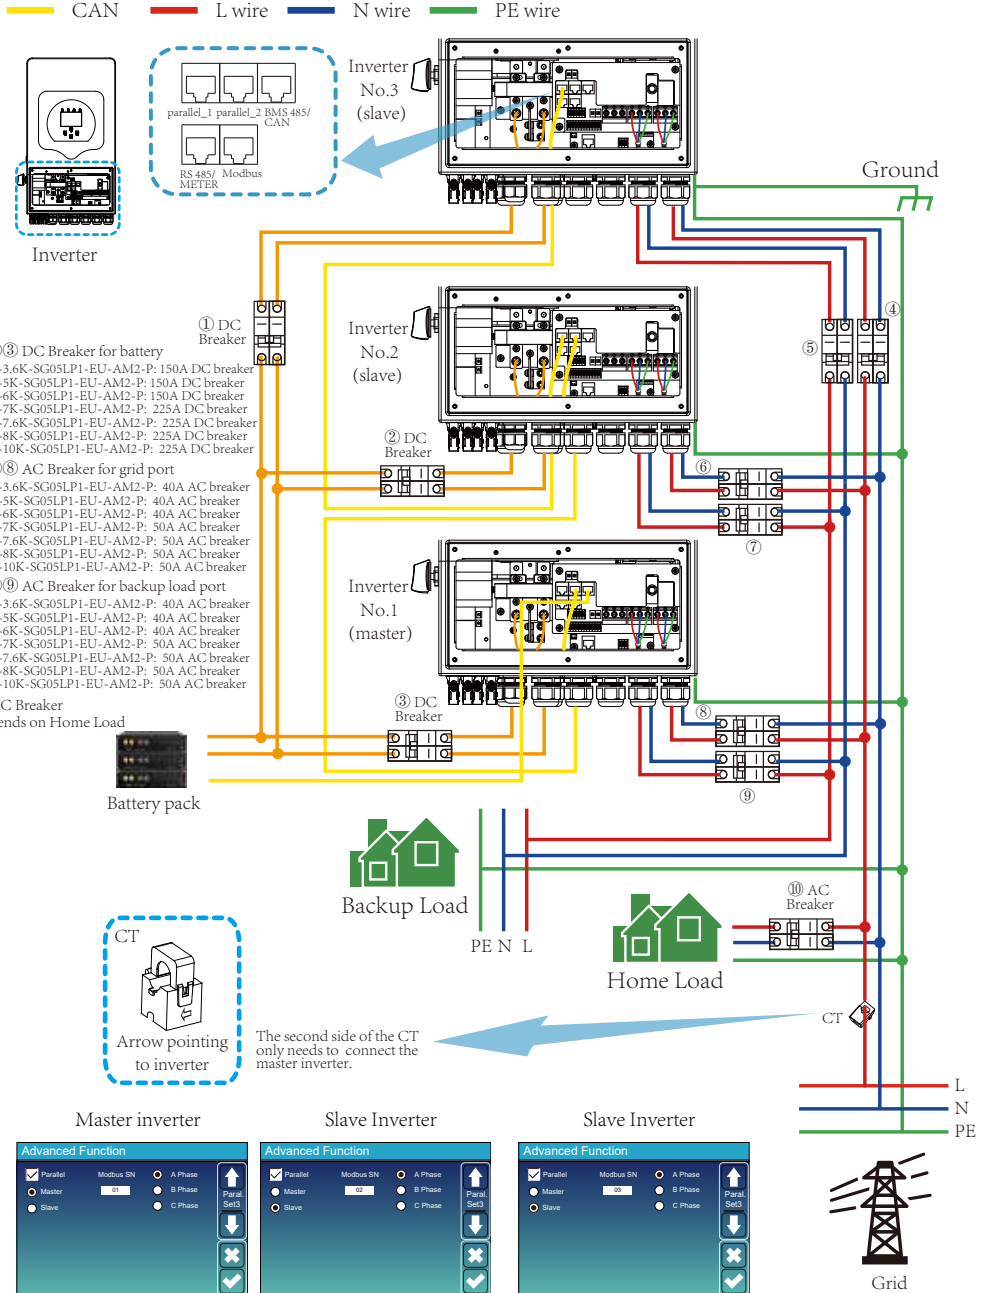 CAN L wire N wire PE wire
parallel_1 parallel_2 BMS 485/
CAN
RS 485/
METER
Modbus
Inverter
No.3
(slave)
Ground
Inverter
① DC
Breaker
④
⑤
Inverter
No.2
(slave)
③ DC Breaker for battery
-3.6K-SG05LP1-EU-AM2-P: 150A DC breaker
-5K-SG05LP1-EU-AM2-P: 150A DC breaker
-6K-SG05LP1-EU-AM2-P: 150A DC breaker
-7K-SG05LP1-EU-AM2-P: 225A DC breaker
-7.6K-SG05LP1-EU-AM2-P: 225A DC breaker
-8K-SG05LP1-EU-AM2-P: 225A DC breaker
-10K-SG05LP1-EU-AM2-P: 225A DC breaker
② DC
Breaker
⑧ AC Breaker for grid port
-3.6K-SG05LP1-EU-AM2-P: 40A AC breaker
-5K-SG05LP1-EU-AM2-P: 40A AC breaker
-6K-SG05LP1-EU-AM2-P: 40A AC breaker
-7K-SG05LP1-EU-AM2-P: 50A AC breaker
-7.6K-SG05LP1-EU-AM2-P: 50A AC breaker
-8K-SG05LP1-EU-AM2-P: 50A AC breaker
-10K-SG05LP1-EU-AM2-P: 50A AC breaker
⑥
⑦
⑨ AC Breaker for backup load port
-3.6K-SG05LP1-EU-AM2-P: 40A AC breaker
-5K-SG05LP1-EU-AM2-P: 40A AC breaker
-6K-SG05LP1-EU-AM2-P: 40A AC breaker
-7K-SG05LP1-EU-AM2-P: 50A AC breaker
-7.6K-SG05LP1-EU-AM2-P: 50A AC breaker
-8K-SG05LP1-EU-AM2-P: 50A AC breaker
-10K-SG05LP1-EU-AM2-P: 50A AC breaker
Inverter
No.1
(master)
C Breaker
ends on Home Load
③ DC
Breaker
⑧
⑨
Battery pack
Backup Load
PE N L
⑩ AC
Breaker
Home Load
CT
Arrow pointing
to inverter
The second side of the CT
only needs to connect the
master inverter.
CT
L
N
PE
Master inverter
Advanced Function
Parallel Modbus SN A Phase
Master 01 B Phase
Slave C Phase
Paral.
Set3
Slave Inverter
Advanced Function
Parallel Modbus SN A Phase
Master 02 B Phase
Slave C Phase
Paral.
Set3
Slave Inverter
Advanced Function
Parallel Modbus SN A Phase
Master 03 B Phase
Slave C Phase
Paral.
Set3
Grid